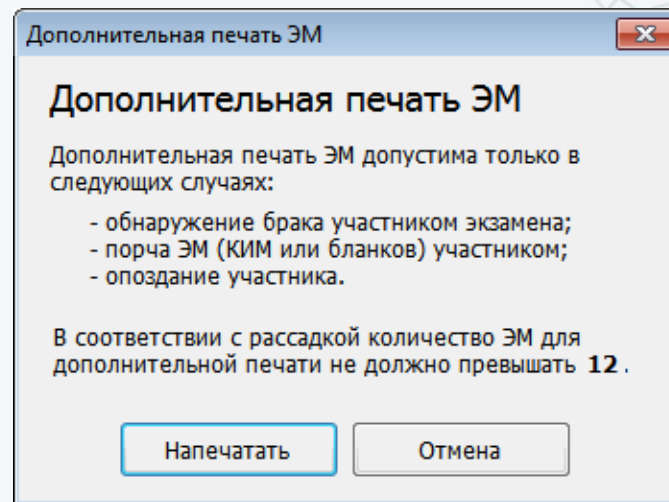 Дополнительная печать ЭМ
Дополнительная печать ЭМ
Дополнительная печать ЭМ допустима только в
следующих случаях:
- обнаружение брака участником экзамена;
- порча ЭМ (КИМ или бланков) участником;
- опоздание участника.
В соответствии с рассадкой количество ЭМ для
дополнительной печати не должно превышать 12 .
Напечатать
Отмена